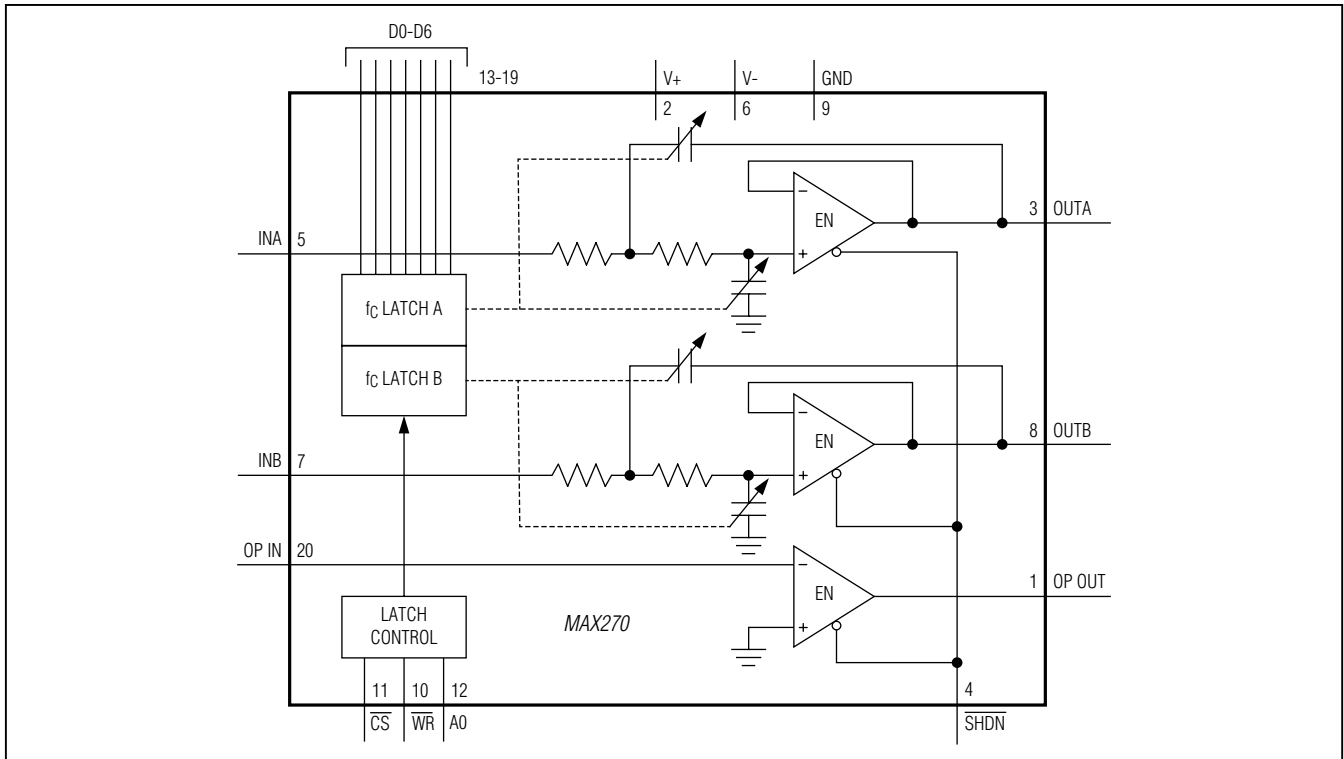 D0-D6
13-19
V+ V- GND
2 6 9
−
EN
+
3 OUTA
INA 5
fC LATCH A
fC LATCH B
−
EN
+
8 OUTB
INB 7
OP IN 20
−
EN
+
1 OP OUT
LATCH
CONTROL
MAX270
11 10 12
4
CS WR A0
SHDN